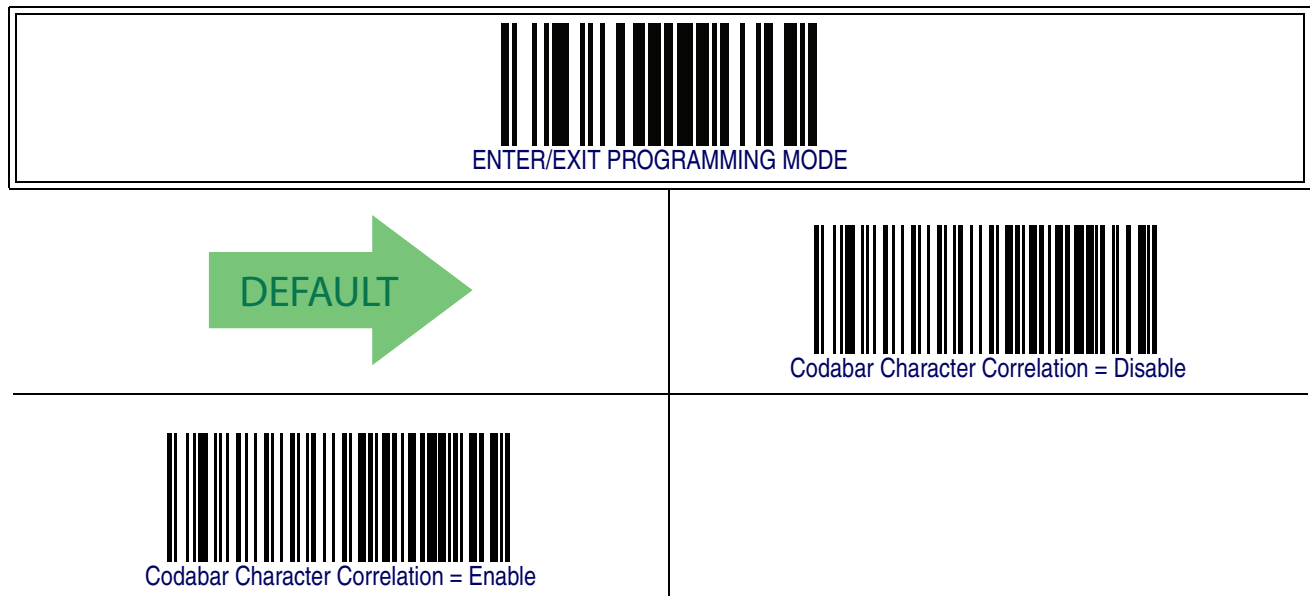 ENTER/EXIT PROGRAMMING MODE
DEFAULT
Codabar Character Correlation = Disable
Codabar Character Correlation = Enable